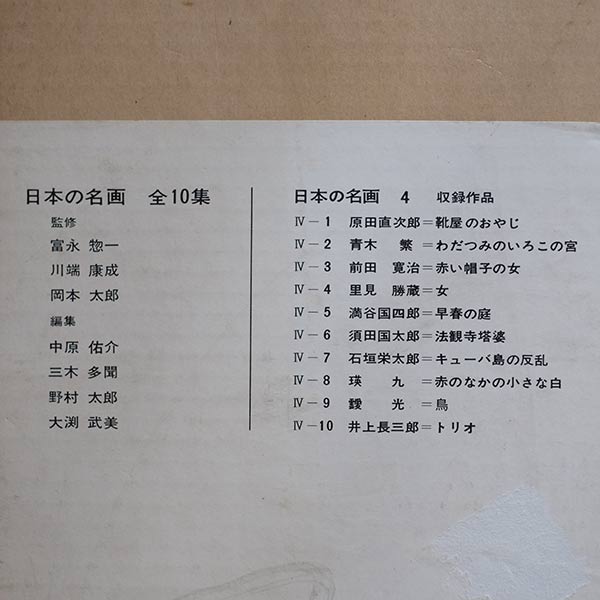 日本の名画 全10集
監修
富永 惣一
川端 康成
岡本 太郎
編集
中原 佑介
三木 多聞
野村 太郎
大渕 武美
日本の名画 4 収録作品
Ⅳ－1 原田直次郎＝靴屋のおやじ
Ⅳ－2 青木 繁＝わだつみのいろこの宮
Ⅳ－3 前田 寛治＝赤い帽子の女
Ⅳ－4 里見 勝蔵＝女
Ⅳ－5 満谷国四郎＝早春の庭
Ⅳ－6 須田国太郎＝法観寺塔婆
Ⅳ－7 石垣栄太郎＝キューバ島の反乱
Ⅳ－8 瑛 九＝赤のなかの小さな白
Ⅳ－9 靉 光＝鳥
Ⅳ－10 井上長三郎＝トリオ